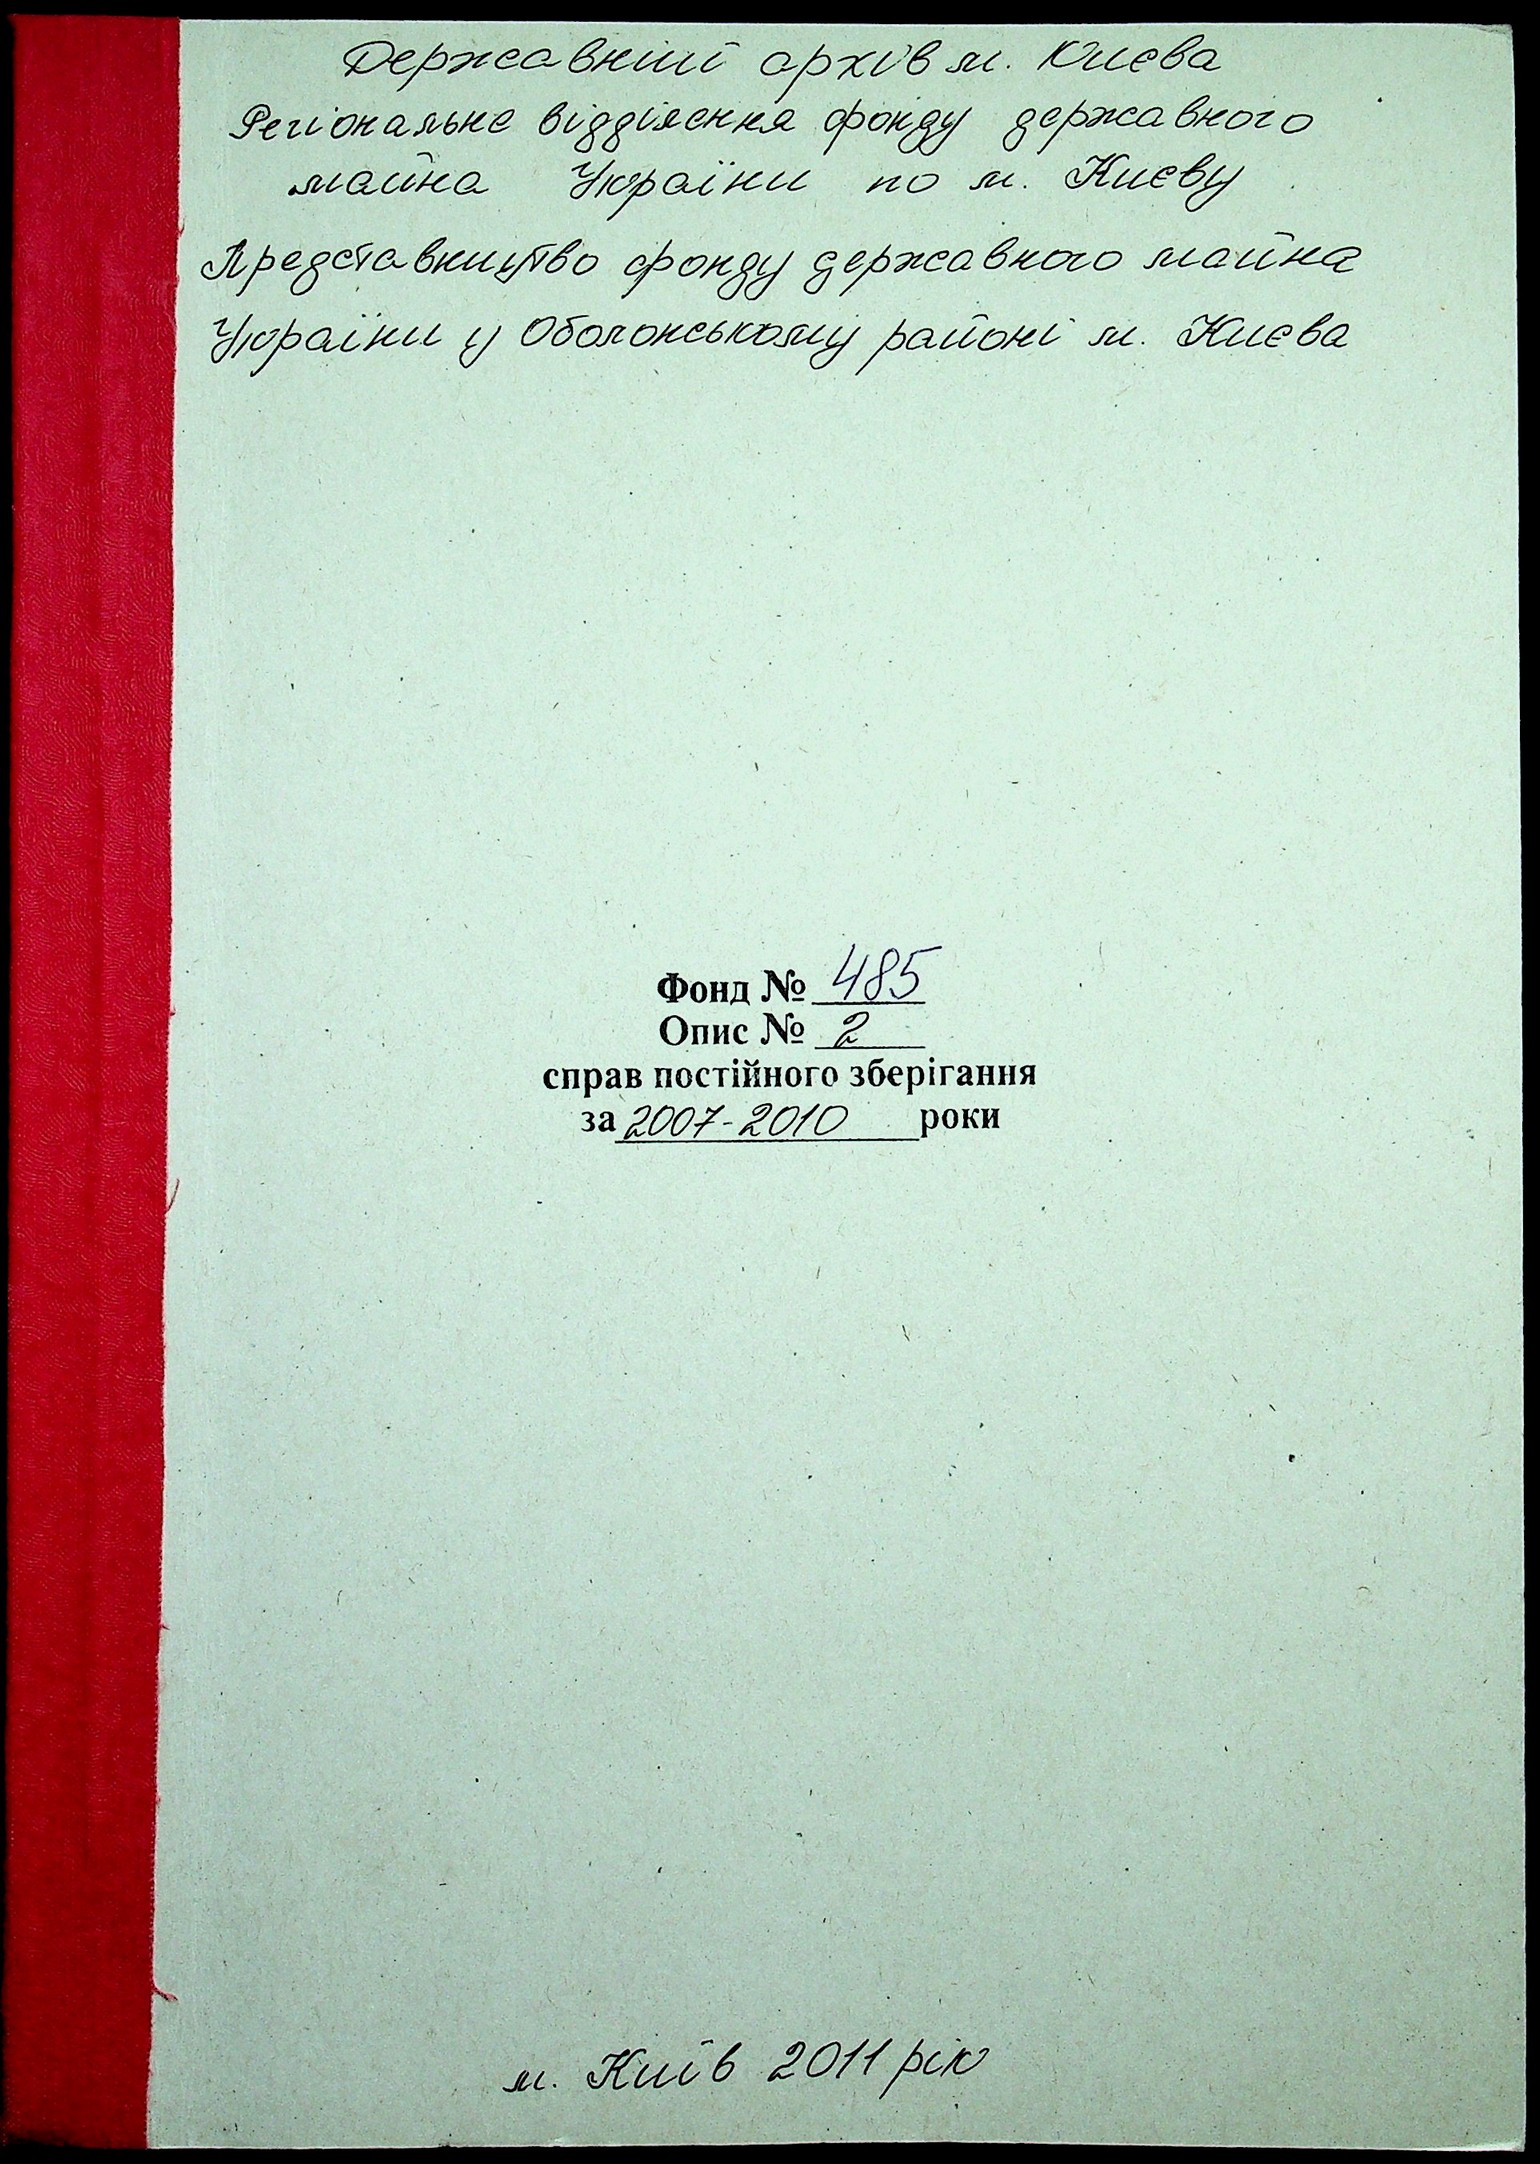 Державний архів м. Києва
Регіональне відділення фонду державного
майна України по м. Києву
Представництво фонду державного майна
України у Оболонському районі м. Києва
Фонд № 485
Опис № 2
справ постійного зберігання
за 2007-2010 роки
м. Київ 2011 рік